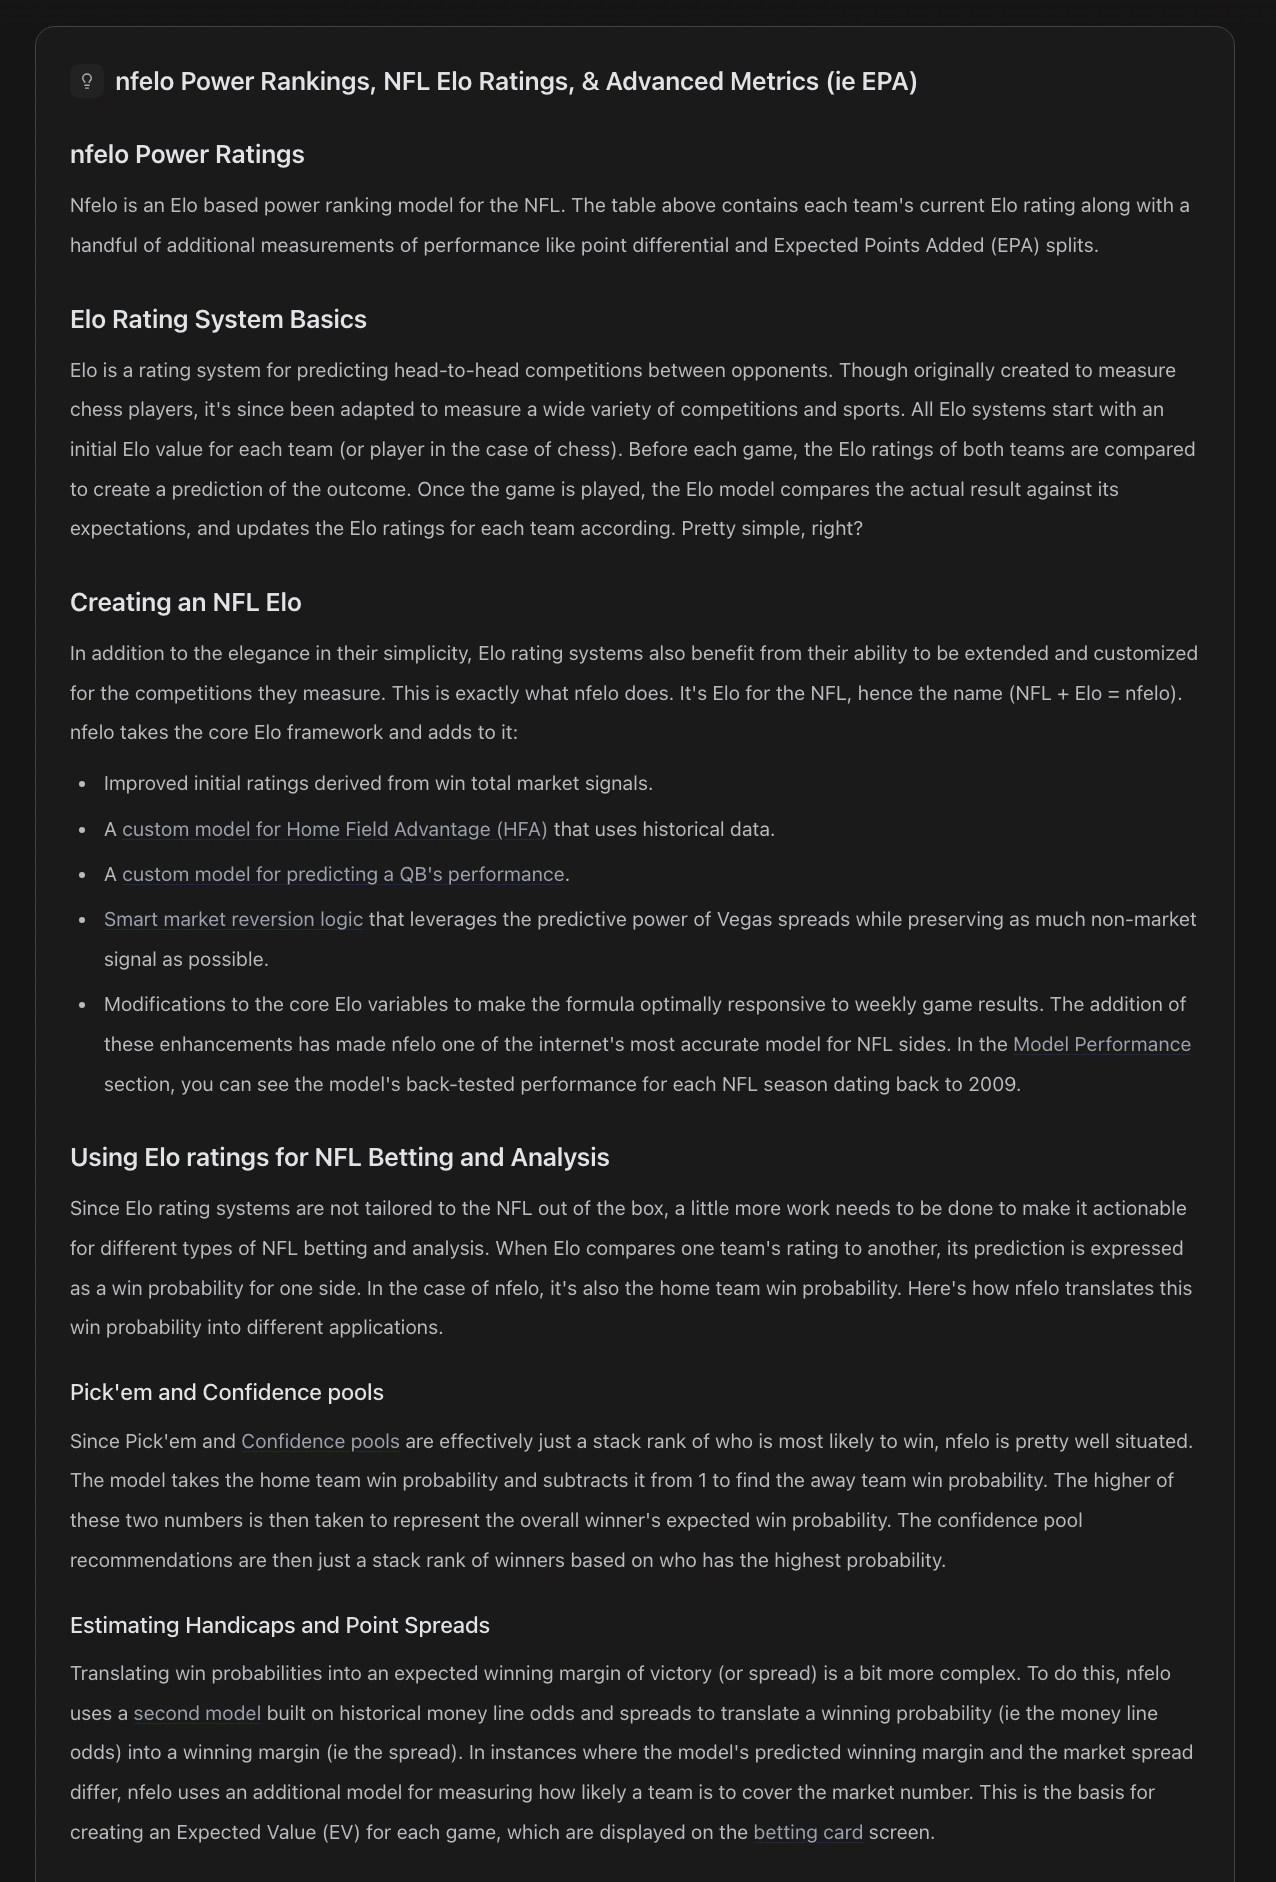 nfelo Power Rankings, NFL Elo Ratings, & Advanced Metrics (ie EPA)
nfelo Power Ratings
Nfelo is an Elo based power ranking model for the NFL. The table above contains each team's current Elo rating along with a
handful of additional measurements of performance like point differential and Expected Points Added (EPA) splits.
Elo Rating System Basics
Elo is a rating system for predicting head-to-head competitions between opponents. Though originally created to measure
chess players, it's since been adapted to measure a wide variety of competitions and sports. All Elo systems start with an
initial Elo value for each team (or player in the case of chess). Before each game, the Elo ratings of both teams are compared
to create a prediction of the outcome. Once the game is played, the Elo model compares the actual result against its
expectations, and updates the Elo ratings for each team according. Pretty simple, right?
Creating an NFL Elo
In addition to the elegance in their simplicity, Elo rating systems also benefit from their ability to be extended and customized
for the competitions they measure. This is exactly what nfelo does. It's Elo for the NFL, hence the name (NFL + Elo = nfelo).
nfelo takes the core Elo framework and adds to it:
• Improved initial ratings derived from win total market signals.
• A custom model for Home Field Advantage (HFA) that uses historical data.
• A custom model for predicting a QB's performance.
• Smart market reversion logic that leverages the predictive power of Vegas spreads while preserving as much non-market
signal as possible.
• Modifications to the core Elo variables to make the formula optimally responsive to weekly game results. The addition of
these enhancements has made nfelo one of the internet's most accurate model for NFL sides. In the Model Performance
section, you can see the model's back-tested performance for each NFL season dating back to 2009.
Using Elo ratings for NFL Betting and Analysis
Since Elo rating systems are not tailored to the NFL out of the box, a little more work needs to be done to make it actionable
for different types of NFL betting and analysis. When Elo compares one team's rating to another, its prediction is expressed
as a win probability for one side. In the case of nfelo, it's also the home team win probability. Here's how nfelo translates this
win probability into different applications.
Pick'em and Confidence pools
Since Pick'em and Confidence pools are effectively just a stack rank of who is most likely to win, nfelo is pretty well situated.
The model takes the home team win probability and subtracts it from 1 to find the away team win probability. The higher of
these two numbers is then taken to represent the overall winner's expected win probability. The confidence pool
recommendations are then just a stack rank of winners based on who has the highest probability.
Estimating Handicaps and Point Spreads
Translating win probabilities into an expected winning margin of victory (or spread) is a bit more complex. To do this, nfelo
uses a second model built on historical money line odds and spreads to translate a winning probability (ie the money line
odds) into a winning margin (ie the spread). In instances where the model's predicted winning margin and the market spread
differ, nfelo uses an additional model for measuring how likely a team is to cover the market number. This is the basis for
creating an Expected Value (EV) for each game, which are displayed on the betting card screen.